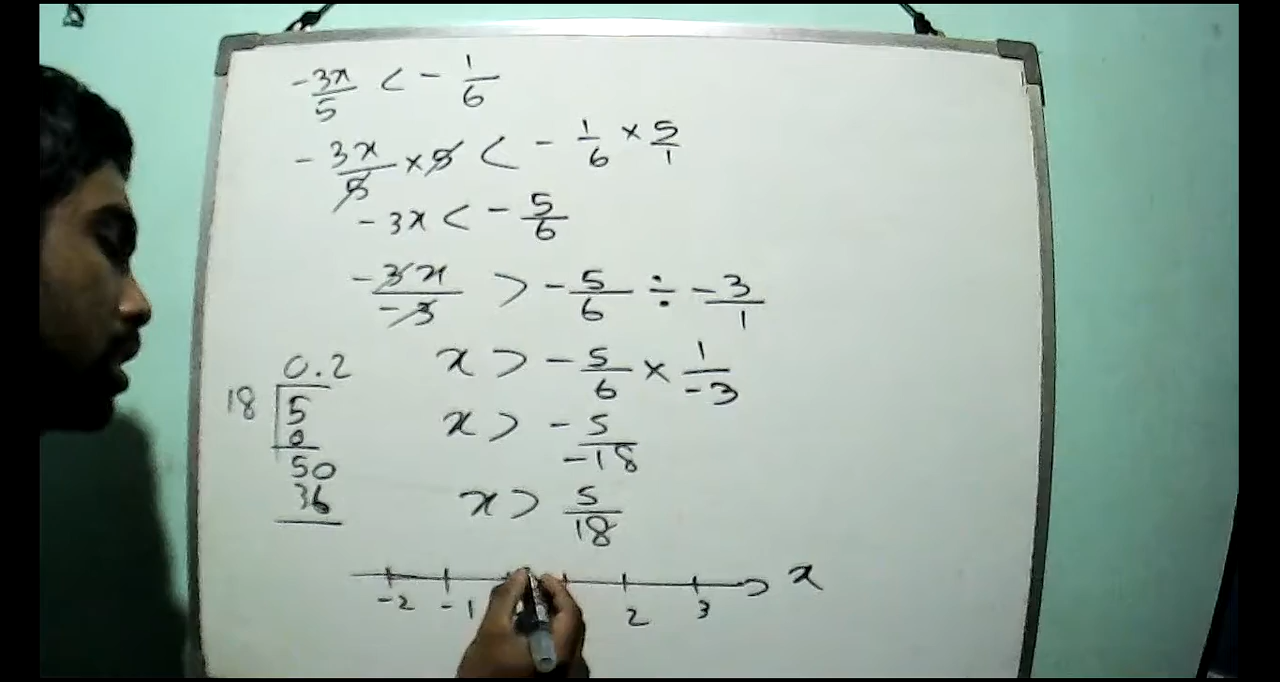 -3x/5 < - 1/6
- 3x/5 × 5 < - 1/6 × 5/1
- 3x < - 5/6
-3x/-3 > - 5/6 ÷ -3/1
x > - 5/6 × 1/-3
x > - 5/-18
x > 5/18
0.2
18 5
0
50
36
-2 -1 2 3 x